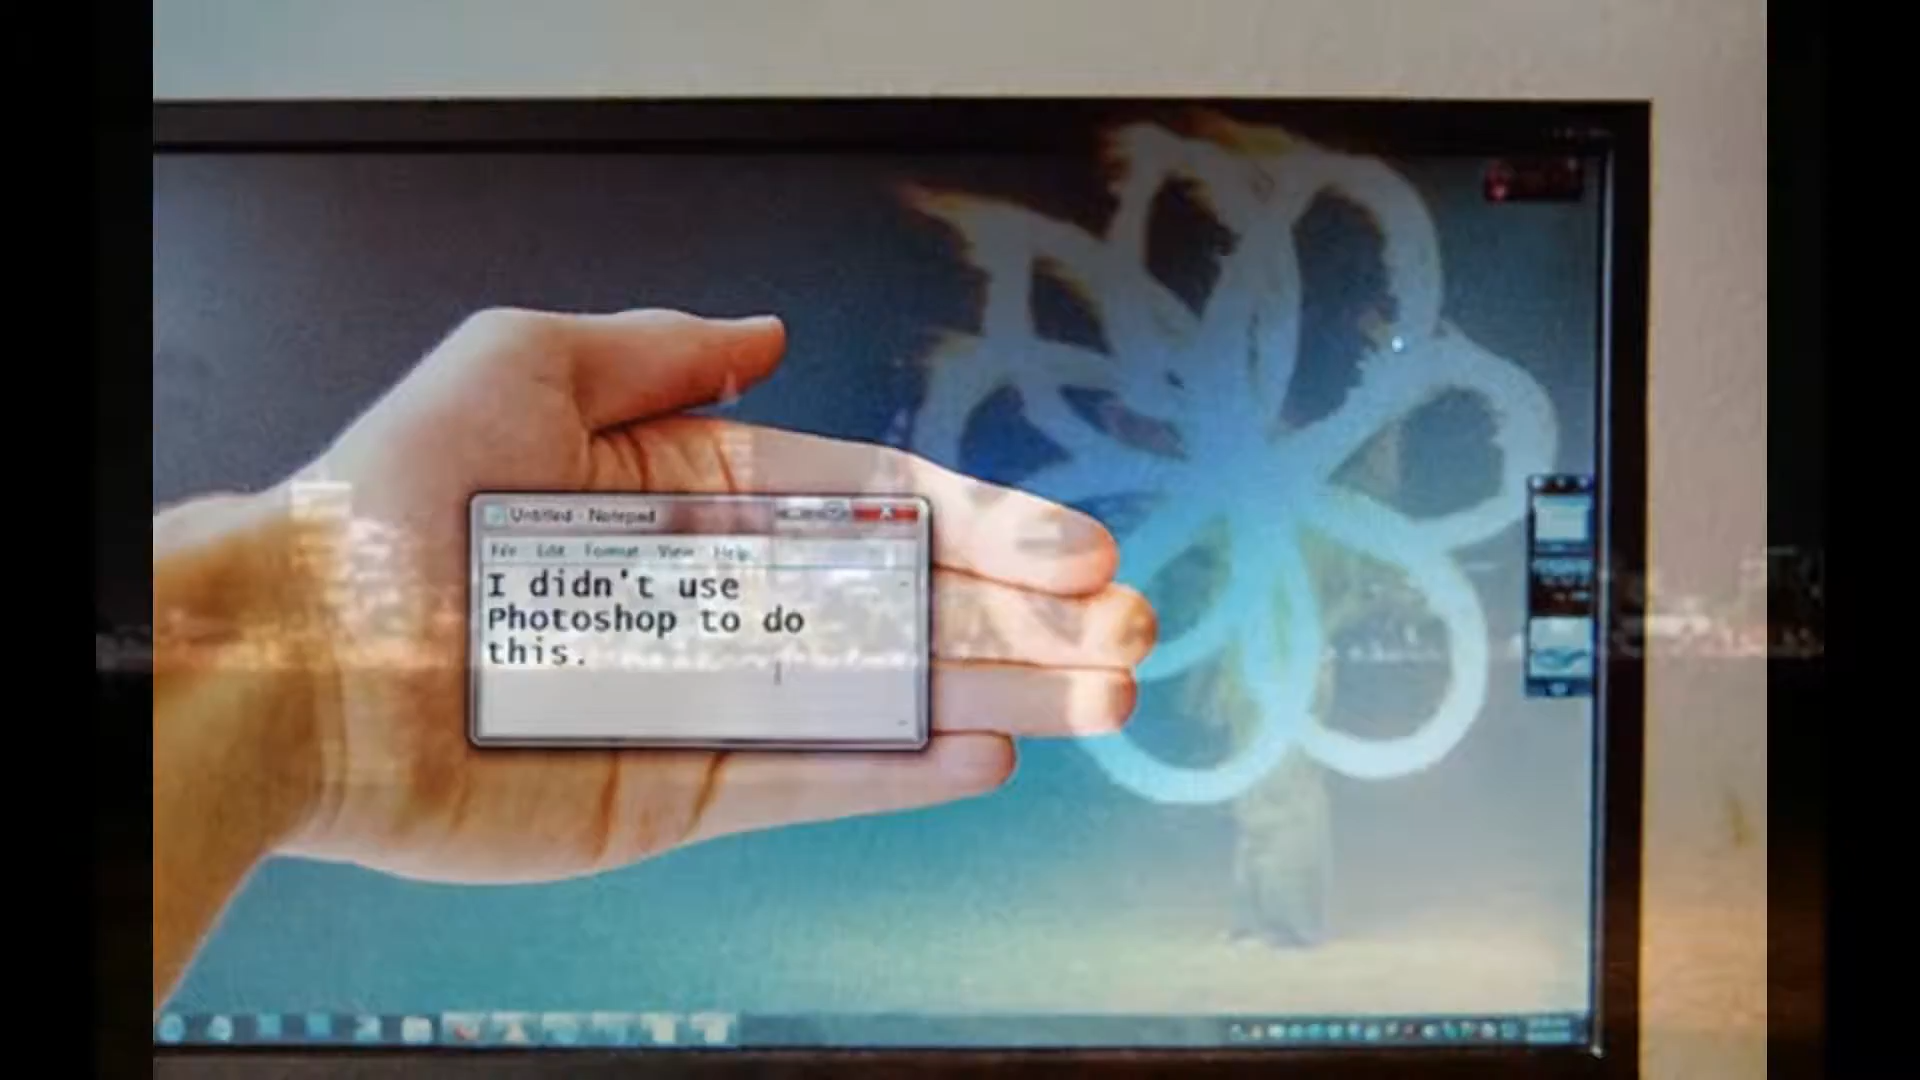 Untitled - Notepad
File Edit Format View Help
I didn't use
Photoshop to do
this.